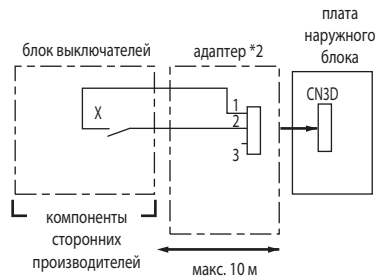 плата
наружного
блока
блок выключателей
адаптер *2
CN3D
X
1
2
3
компоненты
сторонних
производителей
макс. 10 м